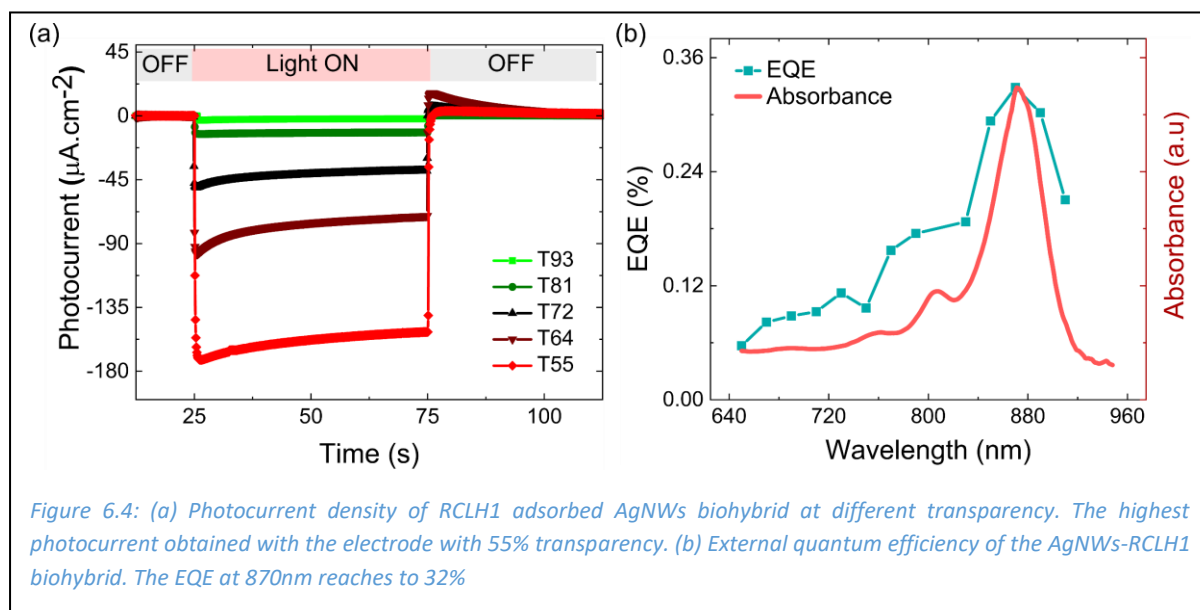 (a)
45
0
-45
-90
-135
-180
Photocurrent (μA.cm-2)
OFF
Light ON
OFF
T93
T81
T72
T64
T55
25
50
75
100
Time (s)
(b)
0.36
0.24
0.12
0.00
EQE (%)
EQE
Absorbance
Absorbance (a.u)
640
720
800
880
960
Wavelength (nm)
Figure 6.4: (a) Photocurrent density of RCLH1 adsorbed AgNWs biohybrid at different transparency. The highest
photocurrent obtained with the electrode with 55% transparency. (b) External quantum efficiency of the AgNWs-RCLH1
biohybrid. The EQE at 870nm reaches to 32%